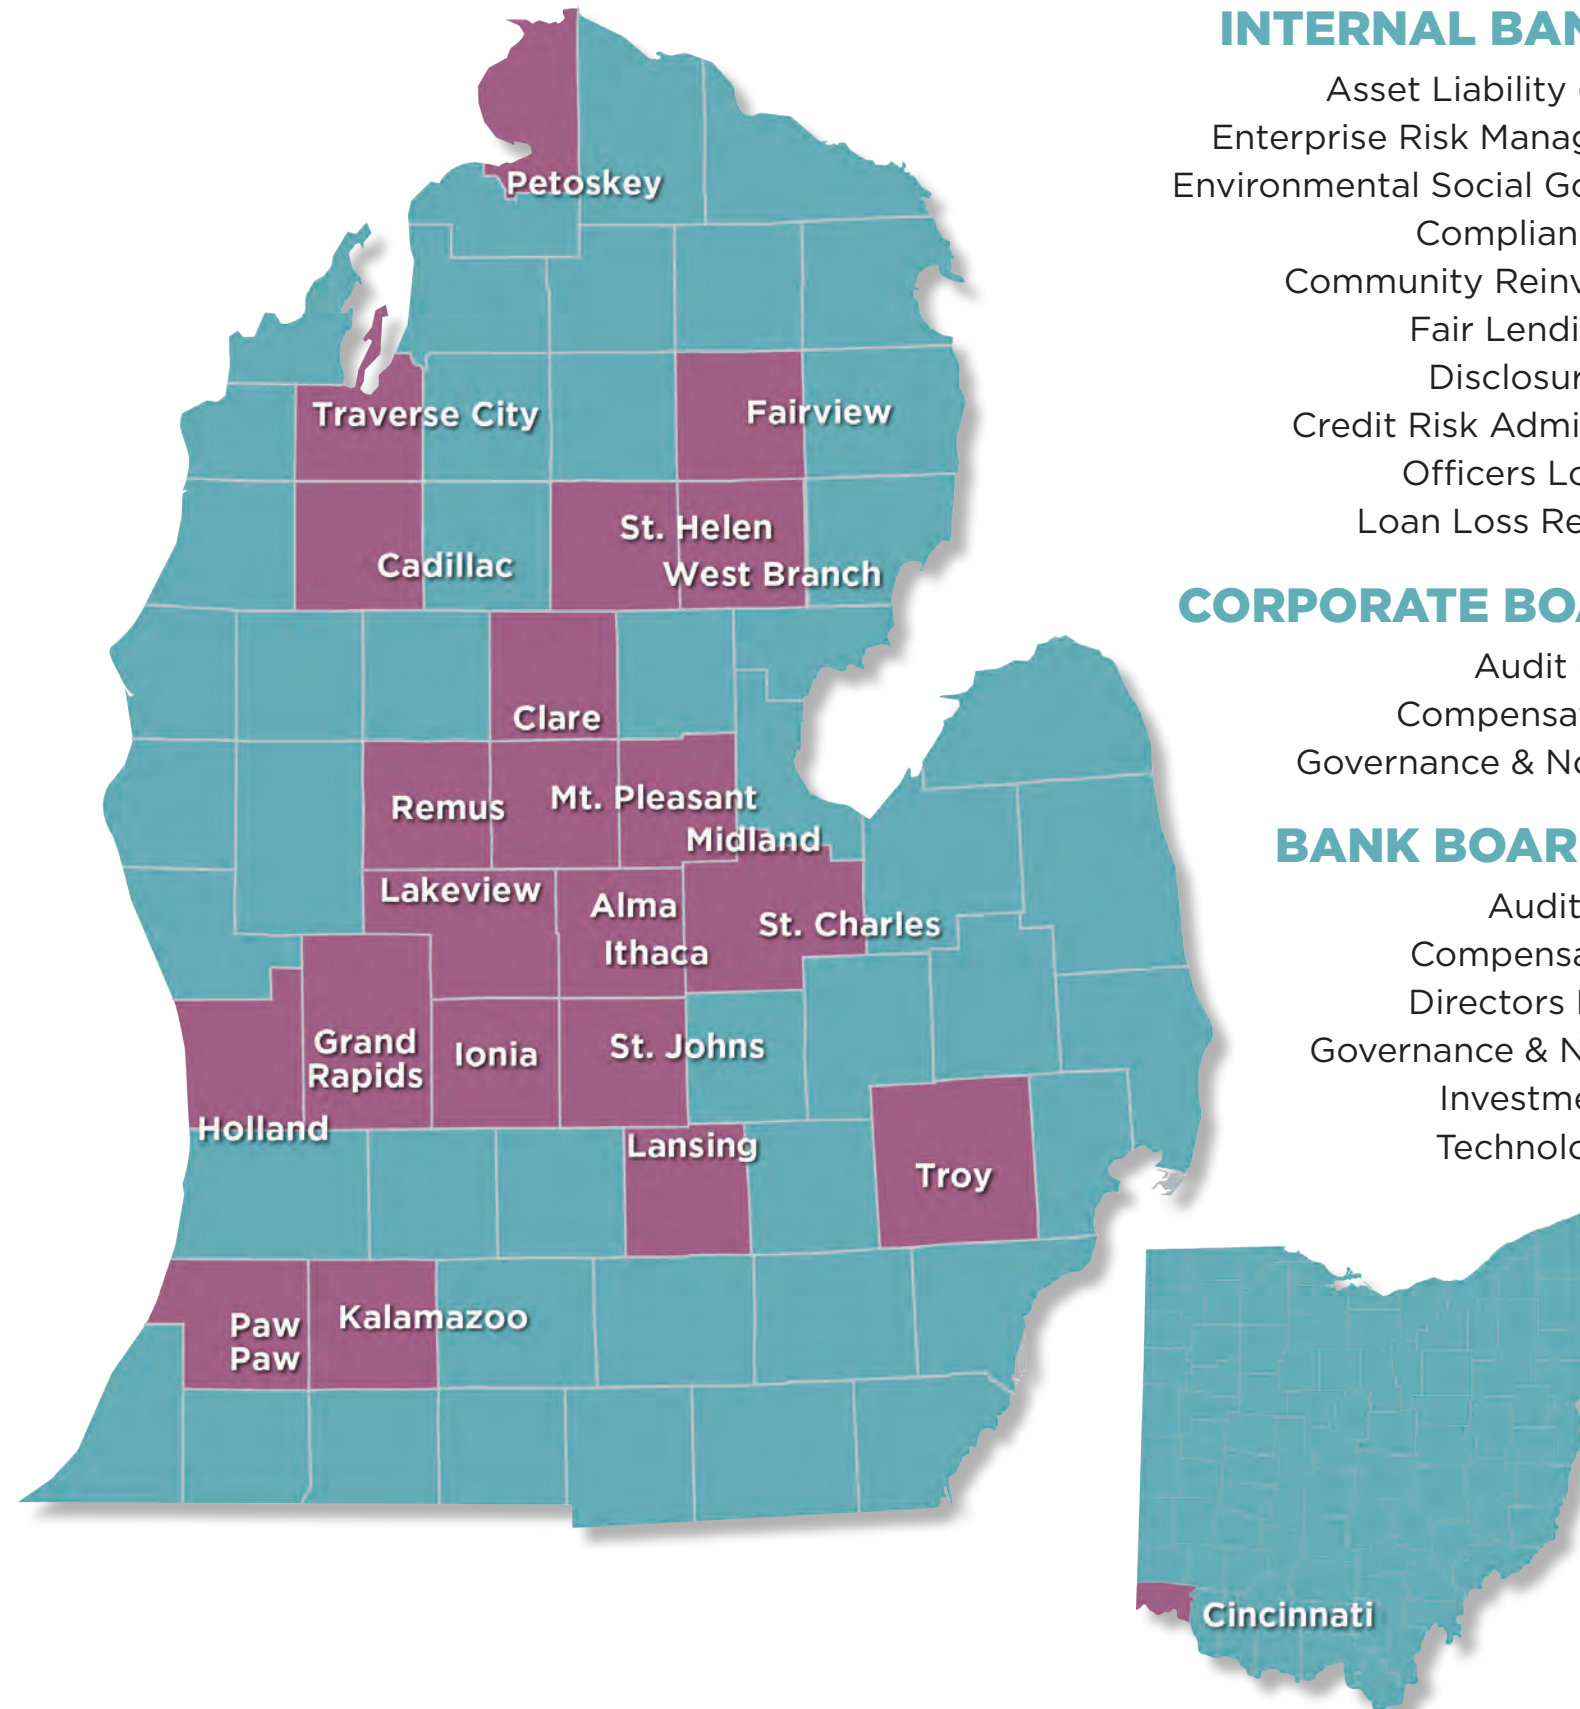 Petoskey
Traverse City
Fairview
St. Helen
Cadillac
West Branch
Clare
Remus
Mt. Pleasant
Midland
Lakeview
Alma
Ithaca
St. Charles
Grand
Rapids
Ionia
St. Johns
Holland
Lansing
Troy
Paw
Paw
Kalamazoo
Cincinnati
INTERNAL BAN
Asset Liability
Enterprise Risk Manag
Environmental Social Go
Complian
Community Reinv
Fair Lendi
Disclosur
Credit Risk Admi
Officers Lo
Loan Loss Re
CORPORATE BOA
Audit
Compensat
Governance & No
BANK BOAR
Audit
Compensa
Directors
Governance & N
Investme
Technolo